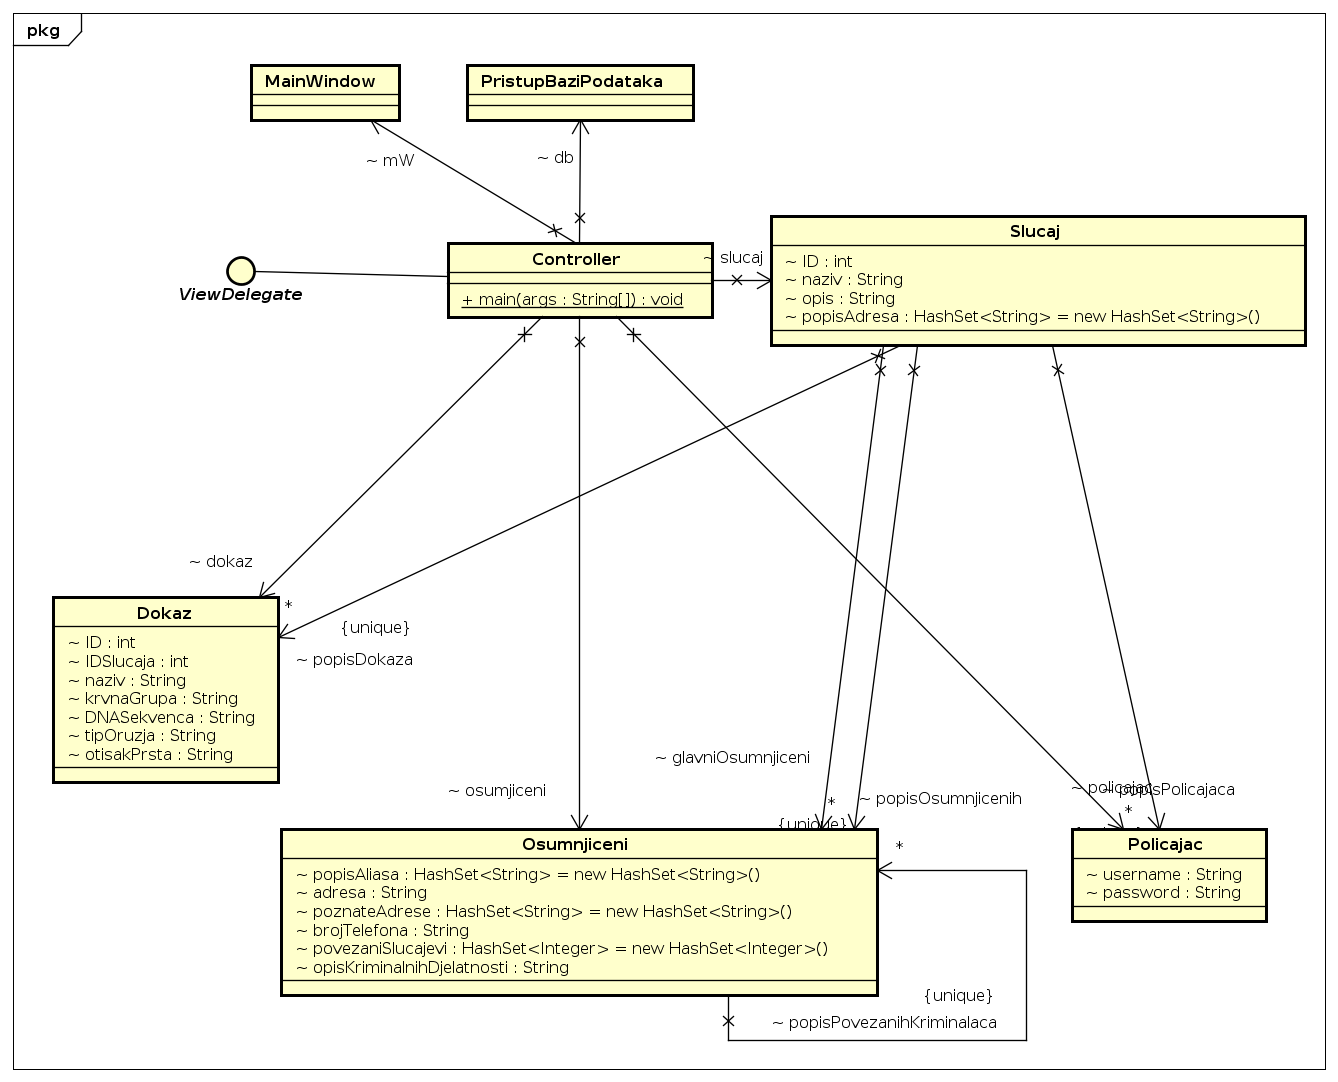 pkg
MainWindow
PristupBaziPodataka
~ mW
~ db
ViewDelegate
Controller
+ main(args : String[]) : void
~ slucaj
Slucaj
~ ID : int
~ naziv : String
~ opis : String
~ popisAdresa : HashSet<String> = new HashSet<String>()
~ dokaz
*
{unique}
~ popisDokaza
Dokaz
~ ID : int
~ IDSlucaja : int
~ naziv : String
~ krvnaGrupa : String
~ DNASekvenca : String
~ tipOruzja : String
~ otisakPrsta : String
~ glavniOsumnjiceni
~ osumjiceni
*
{unique}
~ popisOsumnjicenih
~ policajac
~ popisPolicajaca
*
Osumnjiceni
~ popisAliasa : HashSet<String> = new HashSet<String>()
~ adresa : String
~ poznateAdrese : HashSet<String> = new HashSet<String>()
~ brojTelefona : String
~ povezaniSlucajevi : HashSet<Integer> = new HashSet<Integer>()
~ opisKriminalnihDjelatnosti : String
*
{unique}
~ popisPovezanihKriminalaca
Policajac
~ username : String
~ password : String